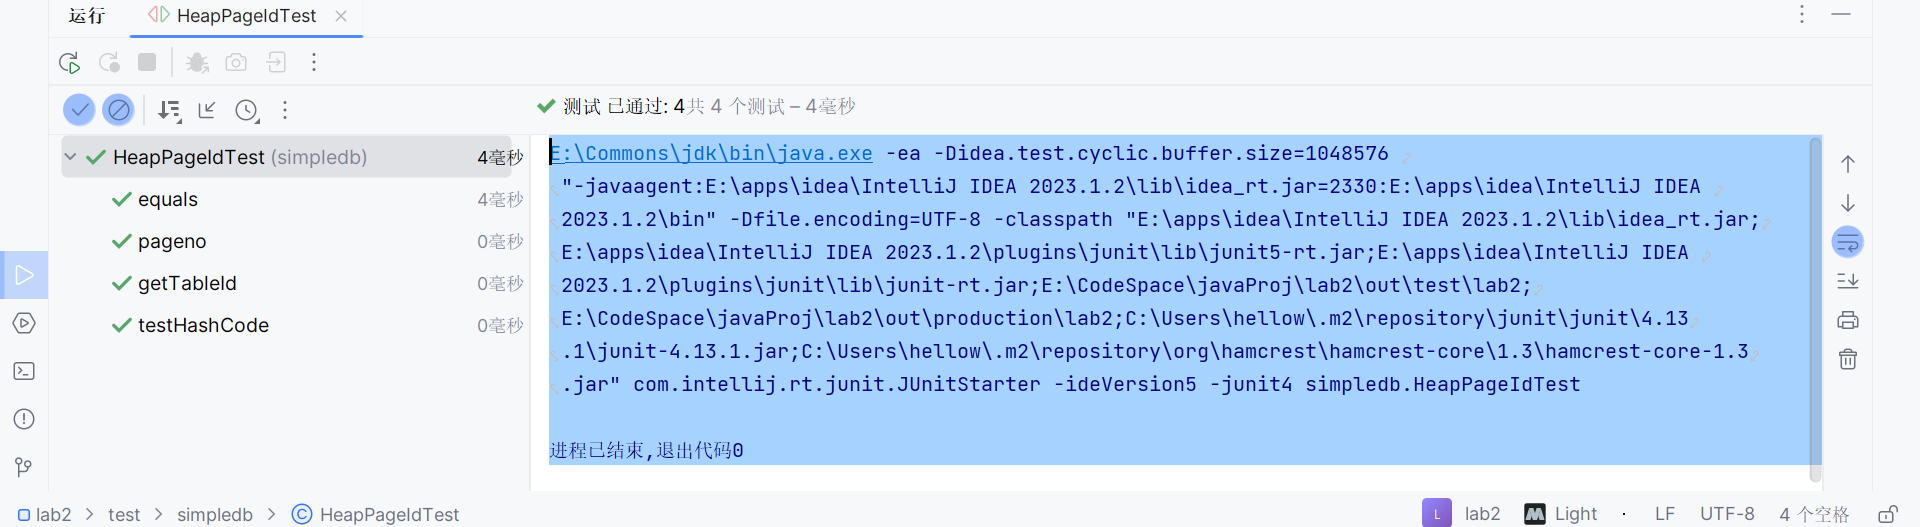 运行 HeapPageIdTest
测试 已通过: 4共 4 个测试 – 4毫秒
HeapPageIdTest (simpledb) 4毫秒
equals 4毫秒
pageno 0毫秒
getTableId 0毫秒
testHashCode 0毫秒
E:\Commons\jdk\bin\java.exe -ea -Didea.test.cyclic.buffer.size=1048576
"-javaagent:E:\apps\idea\IntelliJ IDEA 2023.1.2\lib\idea_rt.jar=2330:E:\apps\idea\IntelliJ IDEA
2023.1.2\bin" -Dfile.encoding=UTF-8 -classpath "E:\apps\idea\IntelliJ IDEA 2023.1.2\lib\idea_rt.jar;
E:\apps\idea\IntelliJ IDEA 2023.1.2\plugins\junit\lib\junit5-rt.jar;E:\apps\idea\IntelliJ IDEA
2023.1.2\plugins\junit\lib\junit-rt.jar;E:\CodeSpace\javaProj\lab2\out\test\lab2;
E:\CodeSpace\javaProj\lab2\out\production\lab2;C:\Users\hellow\.m2\repository\junit\junit\4.13
.1\junit-4.13.1.jar;C:\Users\hellow\.m2\repository\org\hamcrest\hamcrest-core\1.3\hamcrest-core-1.3
.jar" com.intellij.rt.junit.JUnitStarter -ideVersion5 -junit4 simpledb.HeapPageIdTest
进程已结束,退出代码0
lab2 > test > simpledb > HeapPageIdTest L lab2 M Light LF UTF-8 4 个空格